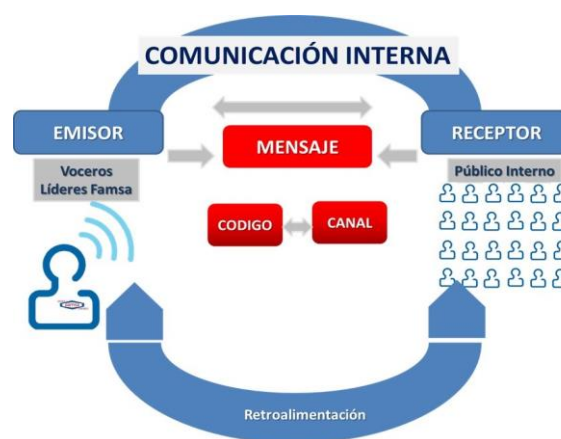 COMUNICACIÓN INTERNA
EMISOR
RECEPTOR
MENSAJE
Voceros
Líderes Famsa
Público Interno
CODIGO
CANAL
Retroalimentación